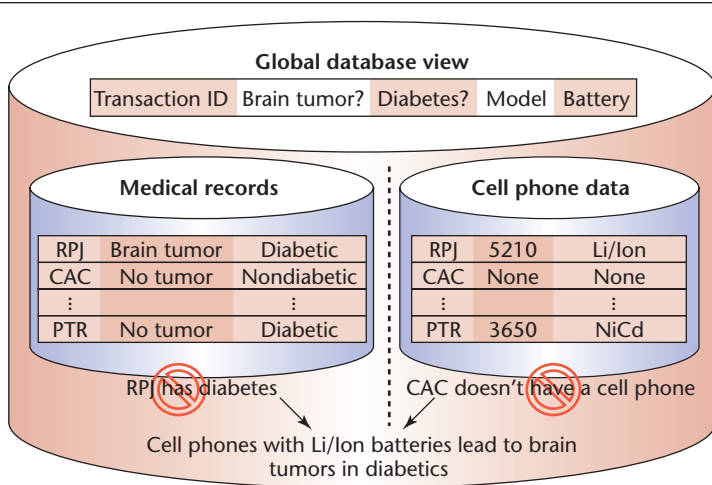 Global database view
Transaction ID Brain tumor? Diabetes? Model Battery
Medical records
RPJ Brain tumor Diabetic
CAC No tumor Nondiabetic
⋮ ⋮
PTR No tumor Diabetic
Cell phone data
RPJ 5210 Li/Ion
CAC None None
⋮ ⋮
PTR 3650 NiCd
RPJ has diabetes
CAC doesn't have a cell phone
Cell phones with Li/Ion batteries lead to brain
tumors in diabetics